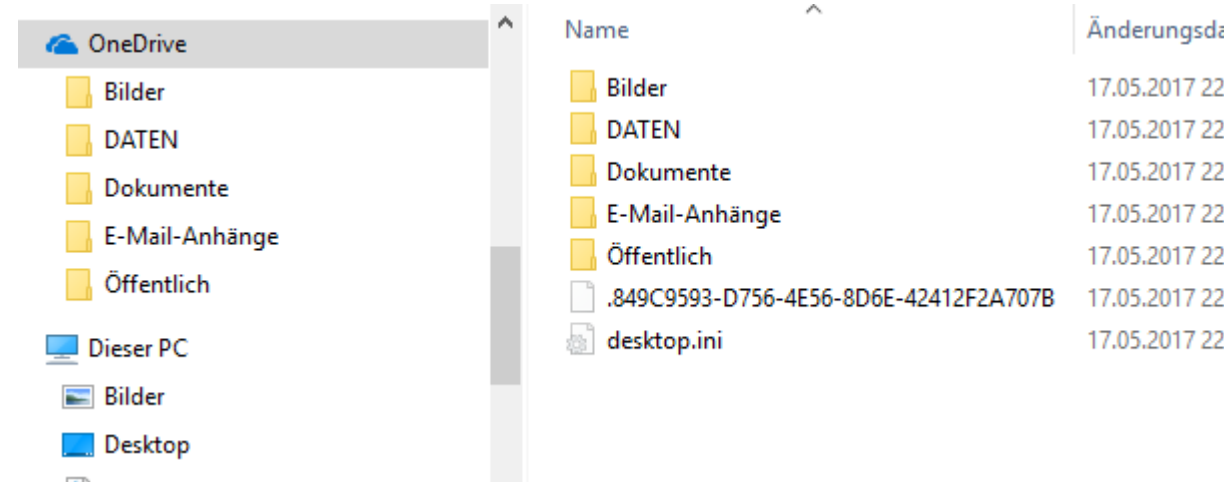 OneDrive
Bilder
DATEN
Dokumente
E-Mail-Anhänge
Öffentlich
Dieser PC
Bilder
Desktop
Name Änderungsda
Bilder 17.05.2017 22
DATEN 17.05.2017 22
Dokumente 17.05.2017 22
E-Mail-Anhänge 17.05.2017 22
Öffentlich 17.05.2017 22
.849C9593-D756-4E56-8D6E-42412F2A707B 17.05.2017 22
desktop.ini 17.05.2017 22